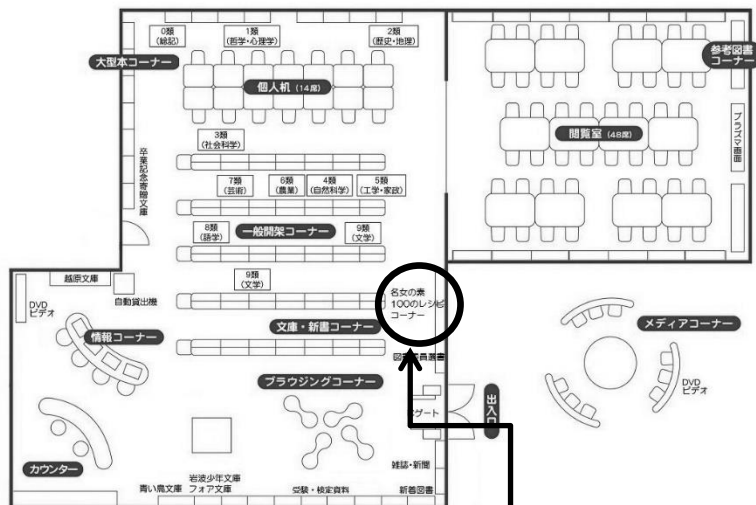 0類
(総記)
1類
(哲学・心理学)
2類
(歴史・地理)
大型本コーナー
個人机 (14席)
参考図書
コーナー
閲覧室 (48席)
プラズマ画面
卒業記念寄贈文庫
3類
(社会科学)
7類
(芸術)
6類
(農業)
4類
(自然科学)
5類
(工学・家政)
8類
(語学)
一般開架コーナー
9類
(文学)
越原文庫
DVD
ビデオ
自動貸出機
9類
(文学)
名女の素
100のレシピ
コーナー
情報コーナー
文庫・新書コーナー
メディアコーナー
図書委員選書
ブラウジングコーナー
DVD
ビデオ
ゲート
出入口
カウンター
雑誌・新聞
青い鳥文庫
岩波少年文庫
フォア文庫
受験・検定資料
新着図書